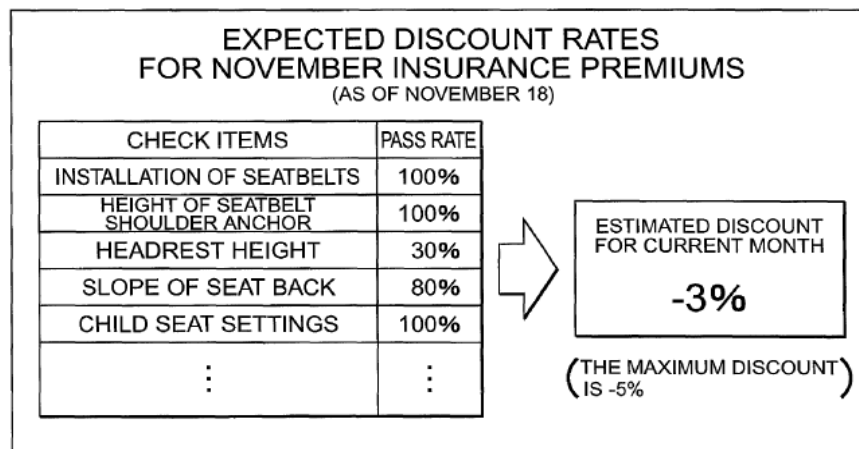 EXPECTED DISCOUNT RATES
FOR NOVEMBER INSURANCE PREMIUMS
(AS OF NOVEMBER 18)
CHECK ITEMS PASS RATE
INSTALLATION OF SEATBELTS 100%
HEIGHT OF SEATBELT
SHOULDER ANCHOR 100%
HEADREST HEIGHT 30%
SLOPE OF SEAT BACK 80%
CHILD SEAT SETTINGS 100%
⋮ ⋮
ESTIMATED DISCOUNT
FOR CURRENT MONTH
-3%
(THE MAXIMUM DISCOUNT
IS -5%)